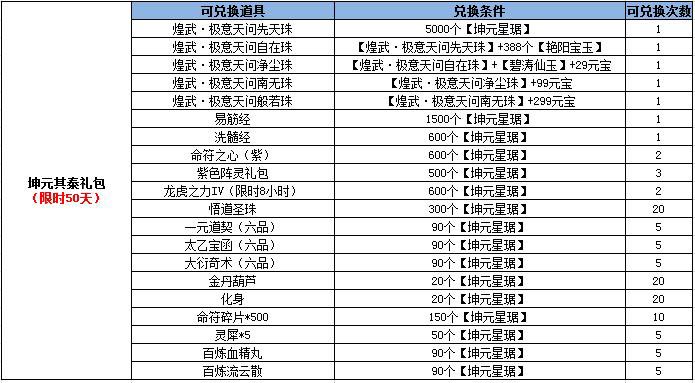 可兑换道具 兑换条件 可兑换次数
煌武·极意天问先天珠 5000个【坤元星琚】 1
煌武·极意天问自在珠 【煌武·极意天问先天珠】+388个【艳阳宝玉】 1
煌武·极意天问净尘珠 【煌武·极意天问自在珠】+【碧涛仙玉】+29元宝 1
煌武·极意天问南无珠 【煌武·极意天问净尘珠】+99元宝 1
煌武·极意天问般若珠 【煌武·极意天问南无珠】+299元宝 1
易筋经 1500个【坤元星琚】 1
洗髓经 600个【坤元星琚】 1
命符之心（紫） 600个【坤元星琚】 2
坤元其泰礼包
（限时50天）
紫色阵灵礼包 500个【坤元星琚】 3
龙虎之力IV（限时8小时） 600个【坤元星琚】 2
悟道圣珠 300个【坤元星琚】 20
一元道契（六品） 90个【坤元星琚】 5
太乙宝函（六品） 90个【坤元星琚】 5
大衍奇术（六品） 90个【坤元星琚】 5
金丹葫芦 20个【坤元星琚】 20
化身 20个【坤元星琚】 20
命符碎片*500 150个【坤元星琚】 10
灵犀*5 50个【坤元星琚】 5
百炼血精丸 90个【坤元星琚】 5
百炼流云散 90个【坤元星琚】 5